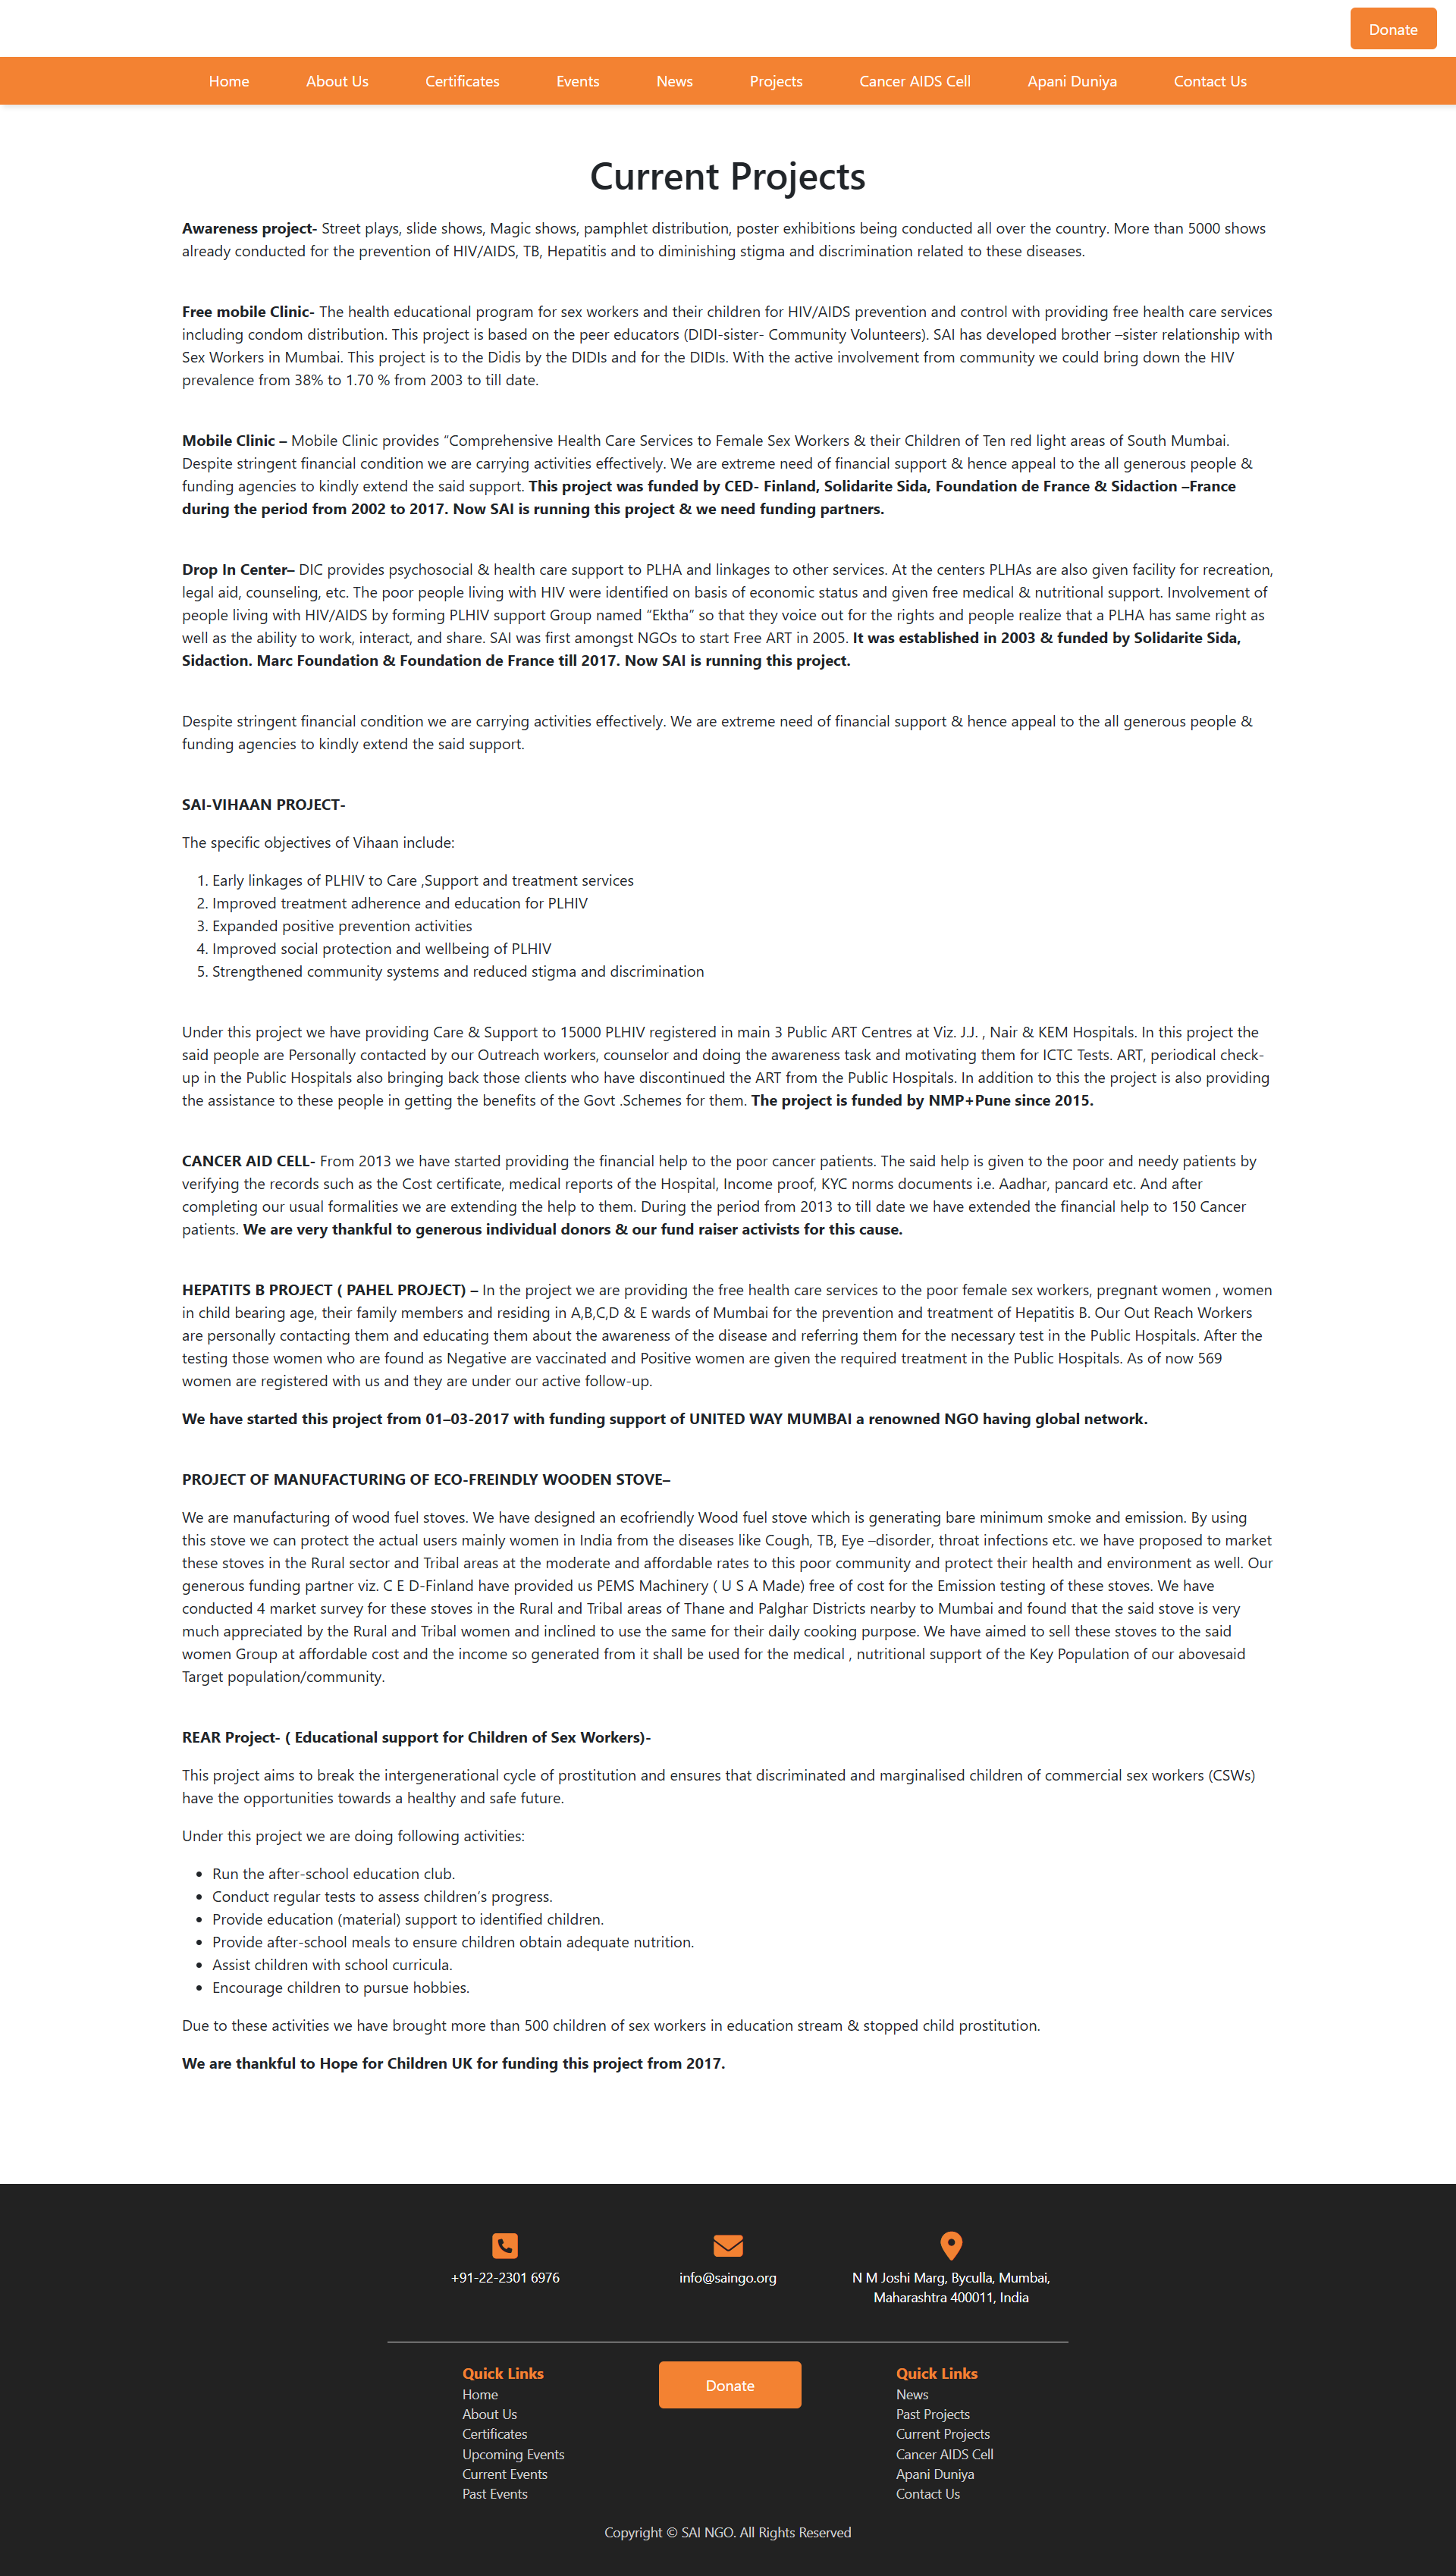 Donate
Home About Us Certificates Events News Projects Cancer AIDS Cell Apani Duniya Contact Us
Current Projects
Awareness project- Street plays, slide shows, Magic shows, pamphlet distribution, poster exhibitions being conducted all over the country. More than 5000 shows
already conducted for the prevention of HIV/AIDS, TB, Hepatitis and to diminishing stigma and discrimination related to these diseases.
Free mobile Clinic- The health educational program for sex workers and their children for HIV/AIDS prevention and control with providing free health care services
including condom distribution. This project is based on the peer educators (DIDI-sister- Community Volunteers). SAI has developed brother –sister relationship with
Sex Workers in Mumbai. This project is to the Didis by the DIDIs and for the DIDIs. With the active involvement from community we could bring down the HIV
prevalence from 38% to 1.70 % from 2003 to till date.
Mobile Clinic – Mobile Clinic provides “Comprehensive Health Care Services to Female Sex Workers & their Children of Ten red light areas of South Mumbai.
Despite stringent financial condition we are carrying activities effectively. We are extreme need of financial support & hence appeal to the all generous people &
funding agencies to kindly extend the said support. This project was funded by CED- Finland, Solidarite Sida, Foundation de France & Sidaction –France
during the period from 2002 to 2017. Now SAI is running this project & we need funding partners.
Drop In Center– DIC provides psychosocial & health care support to PLHA and linkages to other services. At the centers PLHAs are also given facility for recreation,
legal aid, counseling, etc. The poor people living with HIV were identified on basis of economic status and given free medical & nutritional support. Involvement of
people living with HIV/AIDS by forming PLHIV support Group named “Ektha” so that they voice out for the rights and people realize that a PLHA has same right as
well as the ability to work, interact, and share. SAI was first amongst NGOs to start Free ART in 2005. It was established in 2003 & funded by Solidarite Sida,
Sidaction. Marc Foundation & Foundation de France till 2017. Now SAI is running this project.
Despite stringent financial condition we are carrying activities effectively. We are extreme need of financial support & hence appeal to the all generous people &
funding agencies to kindly extend the said support.
SAI-VIHAAN PROJECT-
The specific objectives of Vihaan include:
1. Early linkages of PLHIV to Care ,Support and treatment services
2. Improved treatment adherence and education for PLHIV
3. Expanded positive prevention activities
4. Improved social protection and wellbeing of PLHIV
5. Strengthened community systems and reduced stigma and discrimination
Under this project we have providing Care & Support to 15000 PLHIV registered in main 3 Public ART Centres at Viz. J.J. , Nair & KEM Hospitals. In this project the
said people are Personally contacted by our Outreach workers, counselor and doing the awareness task and motivating them for ICTC Tests. ART, periodical check-
up in the Public Hospitals also bringing back those clients who have discontinued the ART from the Public Hospitals. In addition to this the project is also providing
the assistance to these people in getting the benefits of the Govt .Schemes for them. The project is funded by NMP+Pune since 2015.
CANCER AID CELL- From 2013 we have started providing the financial help to the poor cancer patients. The said help is given to the poor and needy patients by
verifying the records such as the Cost certificate, medical reports of the Hospital, Income proof, KYC norms documents i.e. Aadhar, pancard etc. And after
completing our usual formalities we are extending the help to them. During the period from 2013 to till date we have extended the financial help to 150 Cancer
patients. We are very thankful to generous individual donors & our fund raiser activists for this cause.
HEPATITS B PROJECT ( PAHEL PROJECT) – In the project we are providing the free health care services to the poor female sex workers, pregnant women , women
in child bearing age, their family members and residing in A,B,C,D & E wards of Mumbai for the prevention and treatment of Hepatitis B. Our Out Reach Workers
are personally contacting them and educating them about the awareness of the disease and referring them for the necessary test in the Public Hospitals. After the
testing those women who are found as Negative are vaccinated and Positive women are given the required treatment in the Public Hospitals. As of now 569
women are registered with us and they are under our active follow-up.
We have started this project from 01–03-2017 with funding support of UNITED WAY MUMBAI a renowned NGO having global network.
PROJECT OF MANUFACTURING OF ECO-FREINDLY WOODEN STOVE–
We are manufacturing of wood fuel stoves. We have designed an ecofriendly Wood fuel stove which is generating bare minimum smoke and emission. By using
this stove we can protect the actual users mainly women in India from the diseases like Cough, TB, Eye –disorder, throat infections etc. we have proposed to market
these stoves in the Rural sector and Tribal areas at the moderate and affordable rates to this poor community and protect their health and environment as well. Our
generous funding partner viz. C E D-Finland have provided us PEMS Machinery ( U S A Made) free of cost for the Emission testing of these stoves. We have
conducted 4 market survey for these stoves in the Rural and Tribal areas of Thane and Palghar Districts nearby to Mumbai and found that the said stove is very
much appreciated by the Rural and Tribal women and inclined to use the same for their daily cooking purpose. We have aimed to sell these stoves to the said
women Group at affordable cost and the income so generated from it shall be used for the medical , nutritional support of the Key Population of our abovesaid
Target population/community.
REAR Project- ( Educational support for Children of Sex Workers)-
This project aims to break the intergenerational cycle of prostitution and ensures that discriminated and marginalised children of commercial sex workers (CSWs)
have the opportunities towards a healthy and safe future.
Under this project we are doing following activities:
• Run the after-school education club.
• Conduct regular tests to assess children’s progress.
• Provide education (material) support to identified children.
• Provide after-school meals to ensure children obtain adequate nutrition.
• Assist children with school curricula.
• Encourage children to pursue hobbies.
Due to these activities we have brought more than 500 children of sex workers in education stream & stopped child prostitution.
We are thankful to Hope for Children UK for funding this project from 2017.
+91-22-2301 6976
info@saingo.org
N M Joshi Marg, Byculla, Mumbai,
Maharashtra 400011, India
Quick Links
Home
About Us
Certificates
Upcoming Events
Current Events
Past Events
Donate
Quick Links
News
Past Projects
Current Projects
Cancer AIDS Cell
Apani Duniya
Contact Us
Copyright © SAI NGO. All Rights Reserved